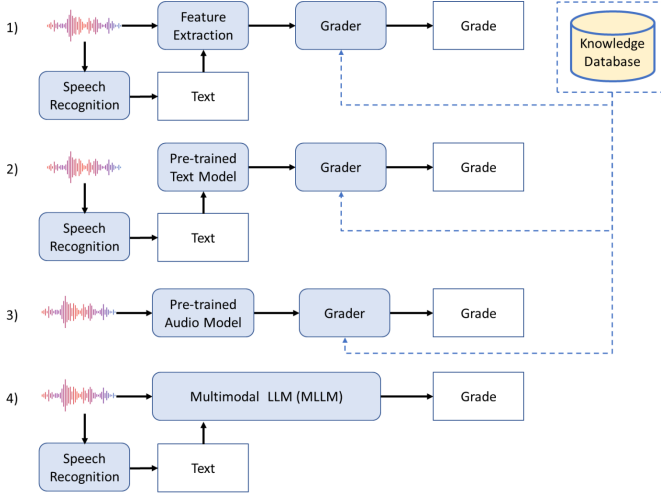 1)
Feature
Extraction
Grader
Grade
Knowledge
Database
Speech
Recognition
Text
2)
Pre-trained
Text Model
Grader
Grade
Speech
Recognition
Text
3)
Pre-trained
Audio Model
Grader
Grade
4)
Multimodal LLM (MLLM)
Grade
Speech
Recognition
Text